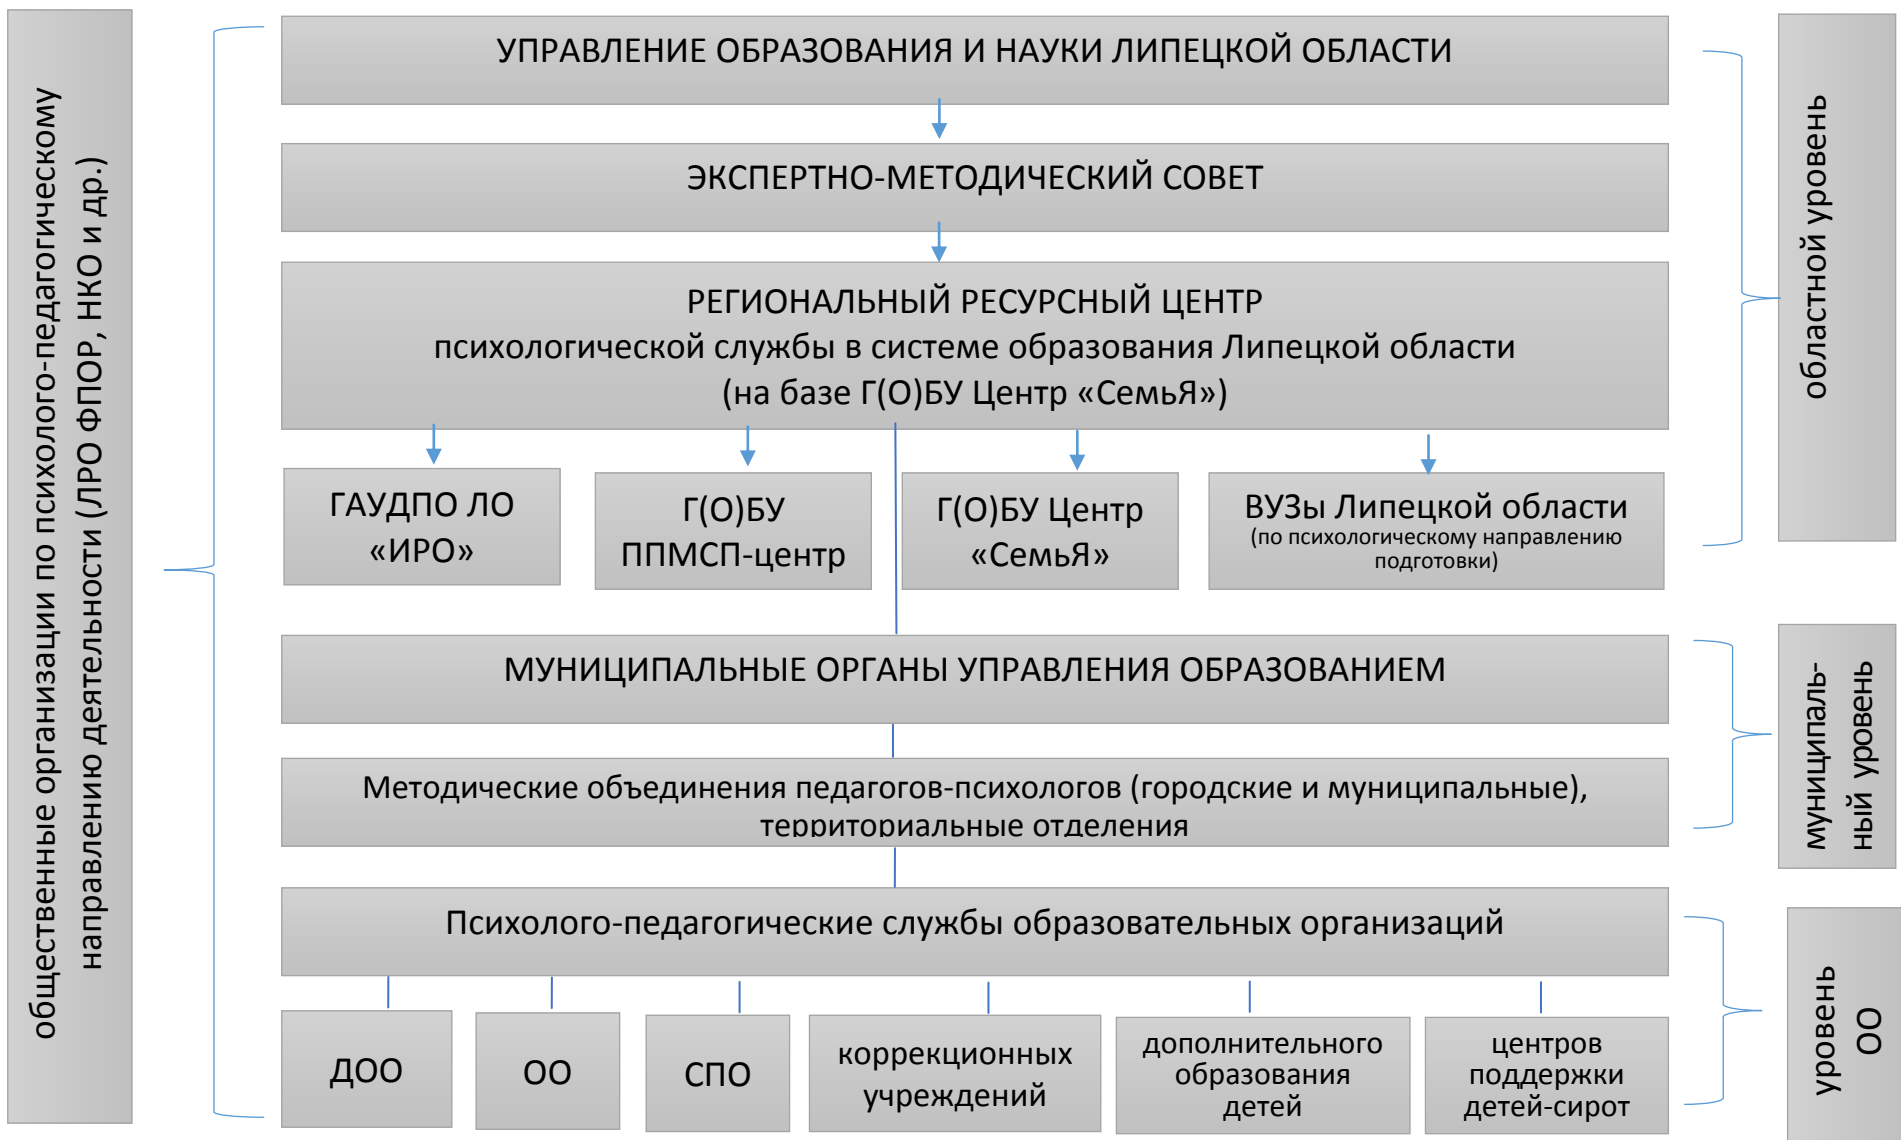 общественные организации по психолого-педагогическому
направлению деятельности (ЛРО ФПОР, НКО и др.)
УПРАВЛЕНИЕ ОБРАЗОВАНИЯ И НАУКИ ЛИПЕЦКОЙ ОБЛАСТИ
ЭКСПЕРТНО-МЕТОДИЧЕСКИЙ СОВЕТ
РЕГИОНАЛЬНЫЙ РЕСУРСНЫЙ ЦЕНТР
психологической службы в системе образования Липецкой области
(на базе Г(О)БУ Центр «СемьЯ»)
ГАУДПО ЛО
«ИРО»
Г(О)БУ
ППМСП-центр
Г(О)БУ Центр
«СемьЯ»
ВУЗы Липецкой области
(по психологическому направлению
подготовки)
областной уровень
МУНИЦИПАЛЬНЫЕ ОРГАНЫ УПРАВЛЕНИЯ ОБРАЗОВАНИЕМ
Методические объединения педагогов-психологов (городские и муниципальные),
территориальные отделения
муниципаль-
ный уровень
Психолого-педагогические службы образовательных организаций
ДОО
ОО
СПО
коррекционных
учреждений
дополнительного
образования
детей
центров
поддержки
детей-сирот
уровень
ОО